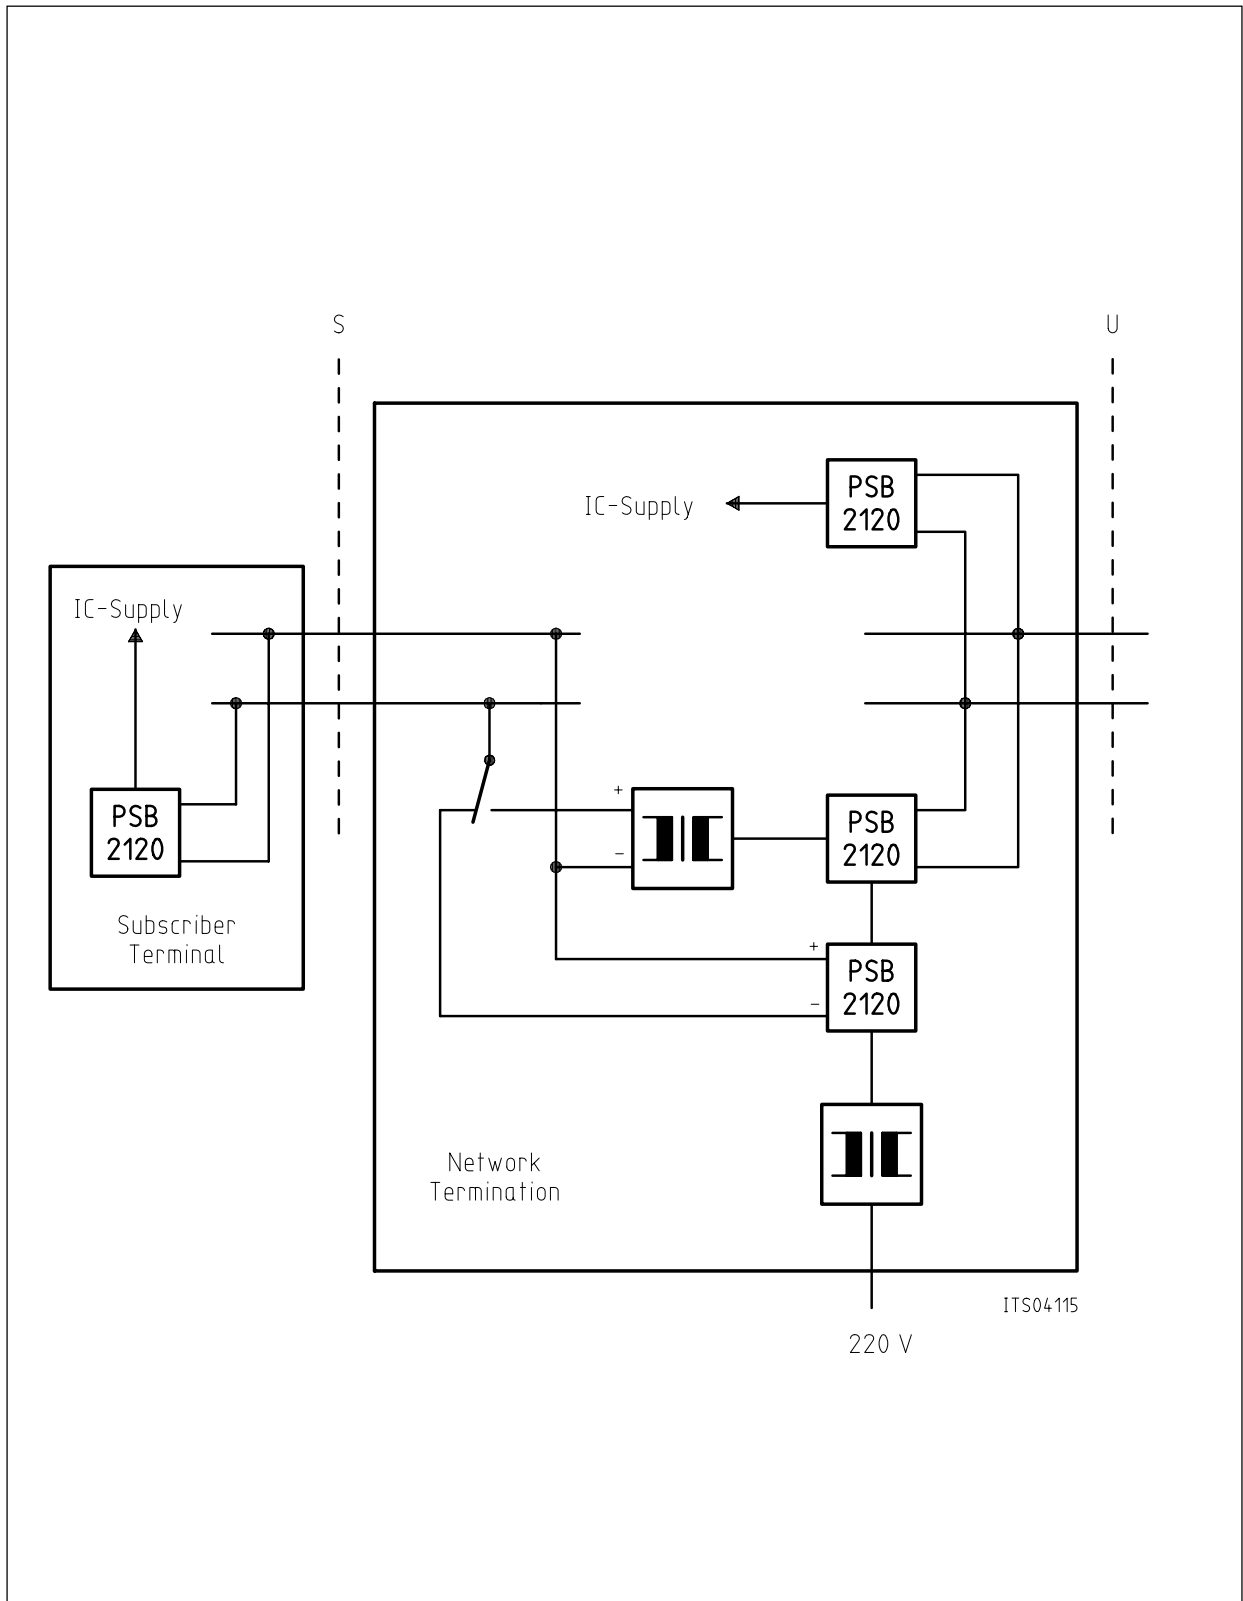 S
U
PSB
2120
IC-Supply
IC-Supply
+
PSB
2120
PSB
2120
-
Subscriber
Terminal
+
PSB
2120
-
Network
Termination
ITS04115
220 V